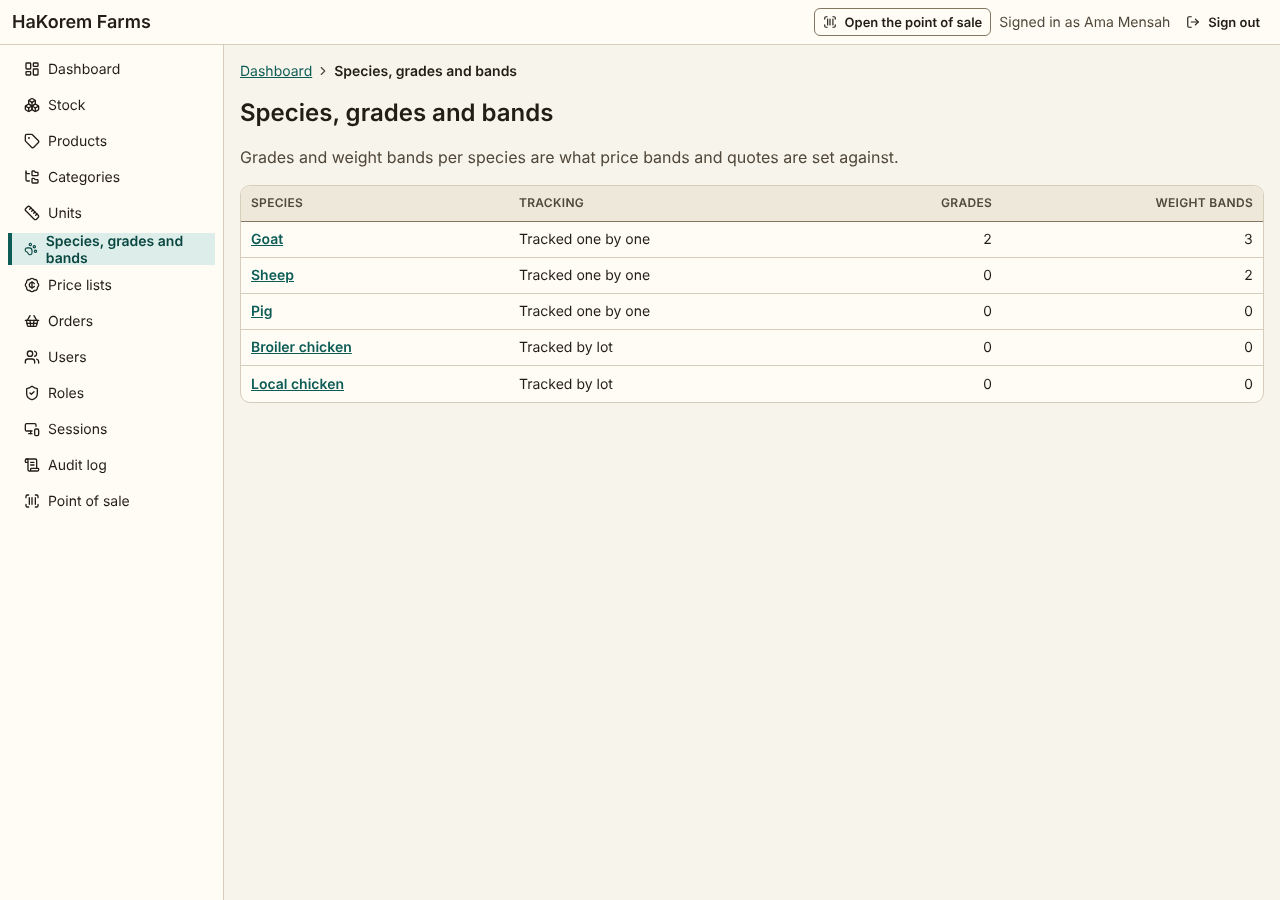 HaKorem Farms
Open the point of sale
Signed in as Ama Mensah
Sign out
Dashboard
Stock
Products
Categories
Units
Species, grades and
bands
Price lists
Orders
Users
Roles
Sessions
Audit log
Point of sale
Dashboard > Species, grades and bands
Species, grades and bands
Grades and weight bands per species are what price bands and quotes are set against.
SPECIES TRACKING GRADES WEIGHT BANDS
Goat Tracked one by one 2 3
Sheep Tracked one by one 0 2
Pig Tracked one by one 0 0
Broiler chicken Tracked by lot 0 0
Local chicken Tracked by lot 0 0